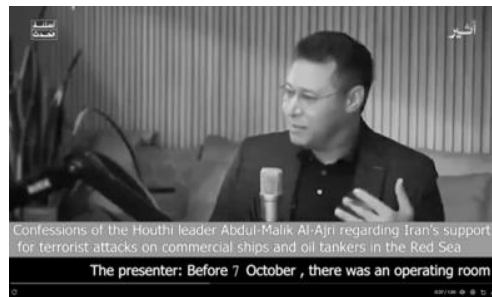 أثير
Confessions of the Houthi leader Abdul-Malik Al-Ajri regarding Iran's support
for terrorist attacks on commercial ships and oil tankers in the Red Sea
The presenter: Before 7 October , there was an operating room